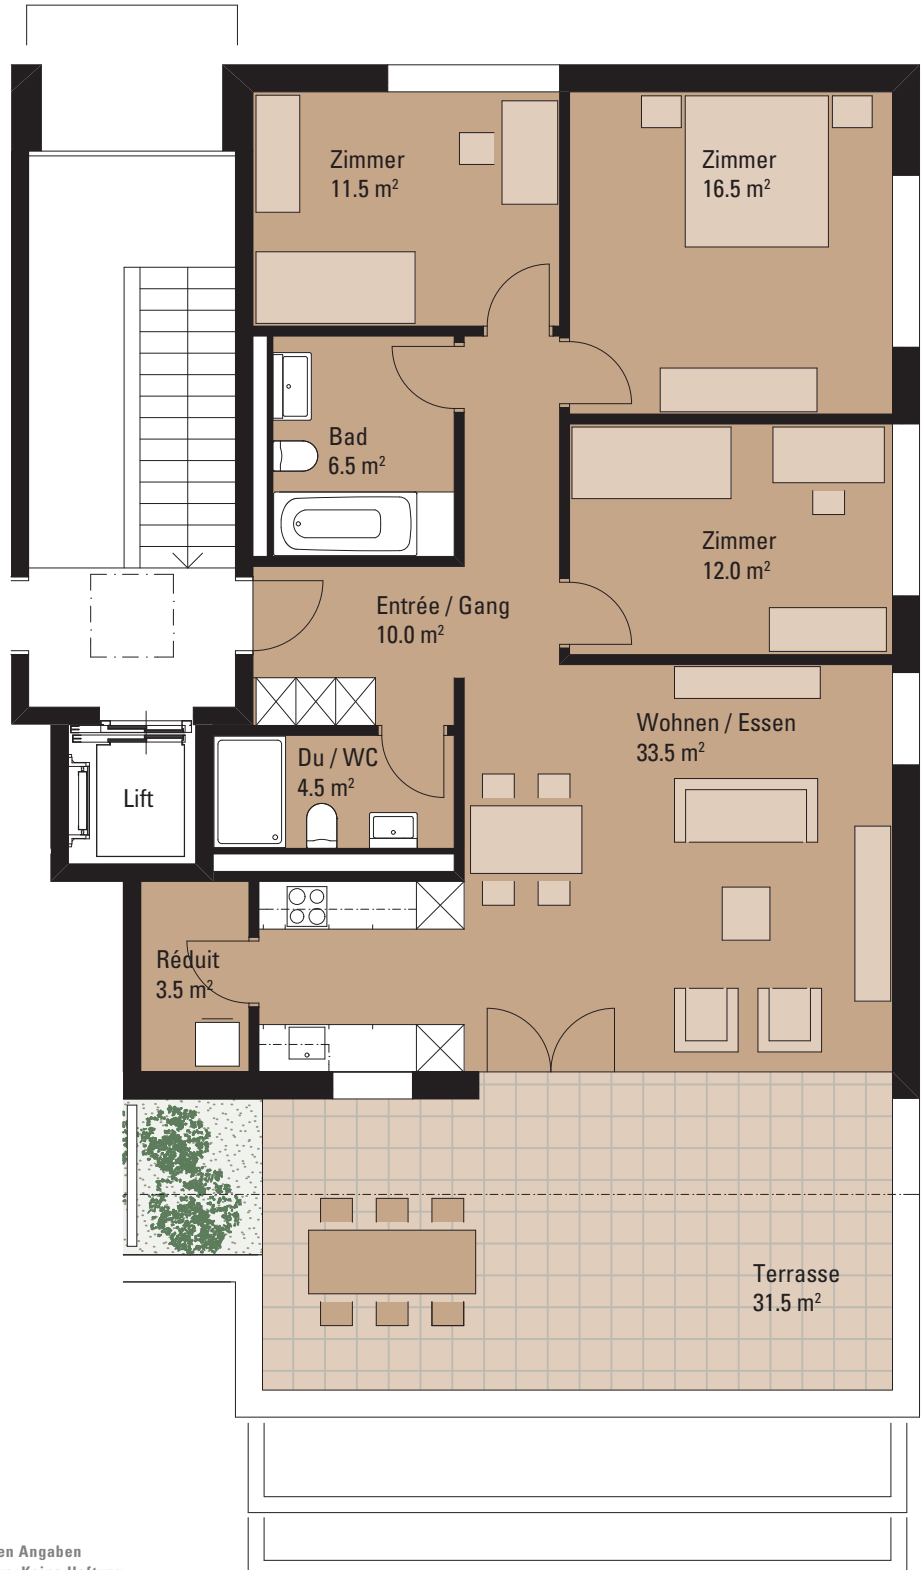 Zimmer
11.5 m²
Zimmer
16.5 m²
Bad
6.5 m²
Zimmer
12.0 m²
Entrée / Gang
10.0 m²
Wohnen / Essen
33.5 m²
Du / WC
4.5 m²
Lift
Réduit
3.5 m²
Terrasse
31.5 m²
en Angaben
Keine Haftung